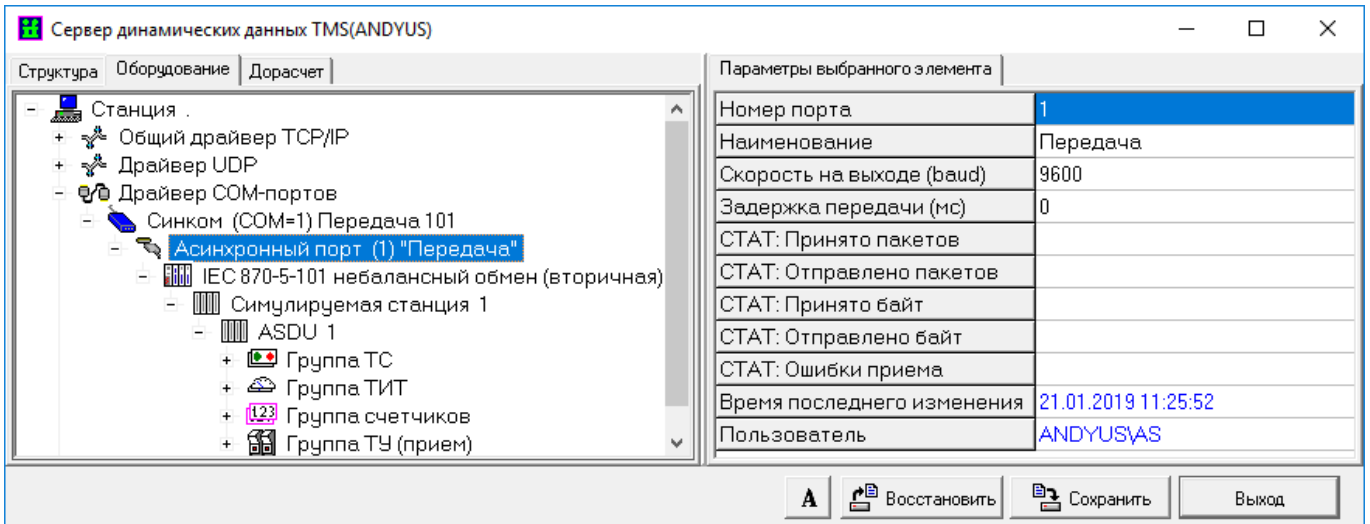 Сервер динамических данных TMS(ANDYUS)
Структура Оборудование Дорасчет
Станция .
Общий драйвер TCP/IP
Драйвер UDP
Драйвер COM-портов
Синком (COM=1) Передача 101
Асинхронный порт (1) "Передача"
IEC 870-5-101 небалансный обмен (вторичная)
Симулируемая станция 1
ASDU 1
Группа ТС
Группа ТИТ
123 Группа счетчиков
Группа ТУ (прием)
Параметры выбранного элемента
Номер порта 1
Наименование Передача
Скорость на выходе (baud) 9600
Задержка передачи (мс) 0
СТАТ: Принято пакетов
СТАТ: Отправлено пакетов
СТАТ: Принято байт
СТАТ: Отправлено байт
СТАТ: Ошибки приема
Время последнего изменения 21.01.2019 11:25:52
Пользователь ANDYUS\AS
A Восстановить Сохранить Выход